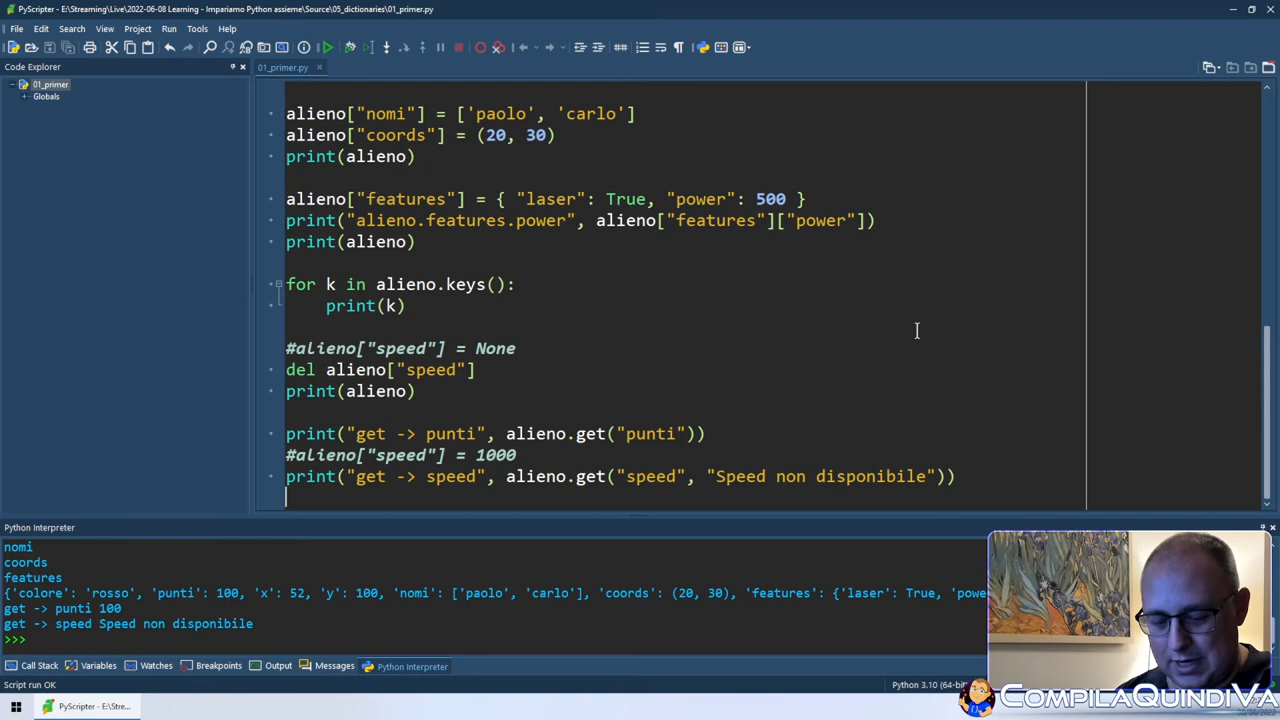 PyScripter - E:\Streaming\Live\2022-06-08 Learning - Impariamo Python assieme\Source\05_dictionaries\01_primer.py
File Edit Search View Project Run Tools Help
Code Explorer
01_primer.py
01_primer
Globals
alieno["nomi"] = ['paolo', 'carlo']
alieno["coords"] = (20, 30)
print(alieno)
alieno["features"] = { "laser": True, "power": 500 }
print("alieno.features.power", alieno["features"]["power"])
print(alieno)
for k in alieno.keys():
print(k)
#alieno["speed"] = None
del alieno["speed"]
print(alieno)
print("get -> punti", alieno.get("punti"))
#alieno["speed"] = 1000
print("get -> speed", alieno.get("speed", "Speed non disponibile"))
Python Interpreter
nomi
coords
features
{'colore': 'rosso', 'punti': 100, 'x': 52, 'y': 100, 'nomi': ['paolo', 'carlo'], 'coords': (20, 30), 'features': {'laser': True, 'powe
get -> punti 100
get -> speed Speed non disponibile
>>>
Call Stack Variables Watches Breakpoints Output Messages Python Interpreter
Script run OK
Python 3.10 (64-bit)
PyScripter - E:\Stre...
CompilaQuindiVa